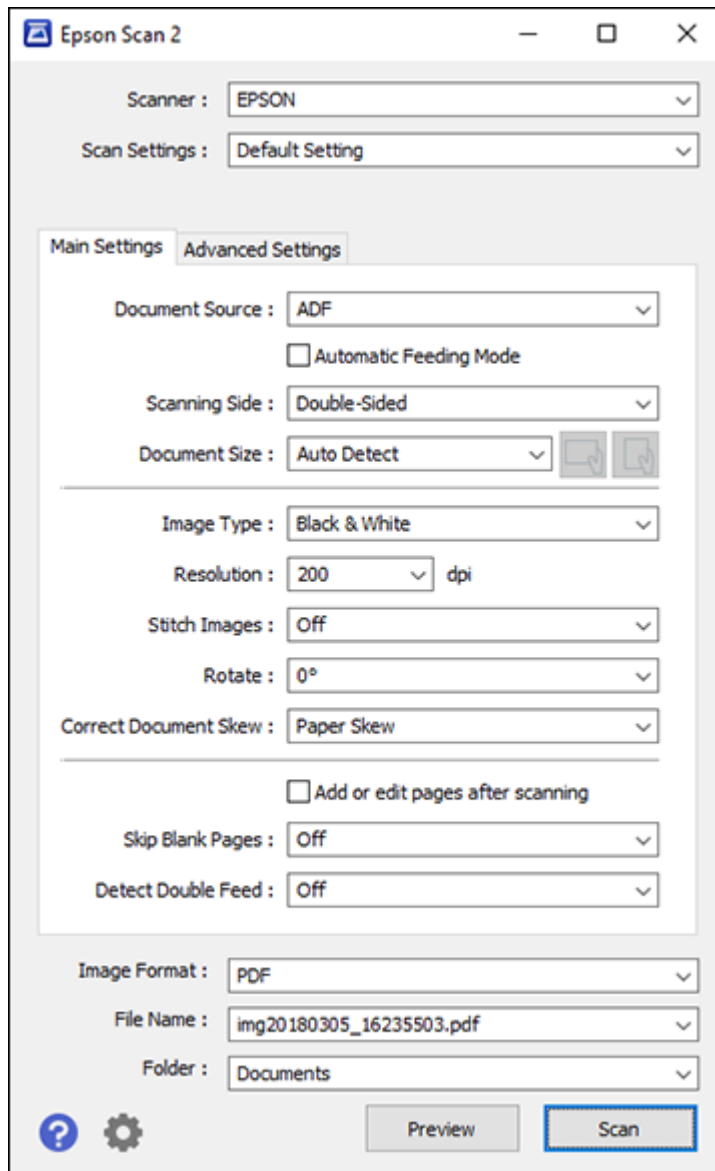 Epson Scan 2
Scanner : EPSON
Scan Settings : Default Setting
Main Settings Advanced Settings
Document Source : ADF
Automatic Feeding Mode
Scanning Side : Double-Sided
Document Size : Auto Detect
Image Type : Black & White
Resolution : 200 dpi
Stitch Images : Off
Rotate : 0°
Correct Document Skew : Paper Skew
Add or edit pages after scanning
Skip Blank Pages : Off
Detect Double Feed : Off
Image Format : PDF
File Name : img20180305_16235503.pdf
Folder : Documents
? Preview Scan